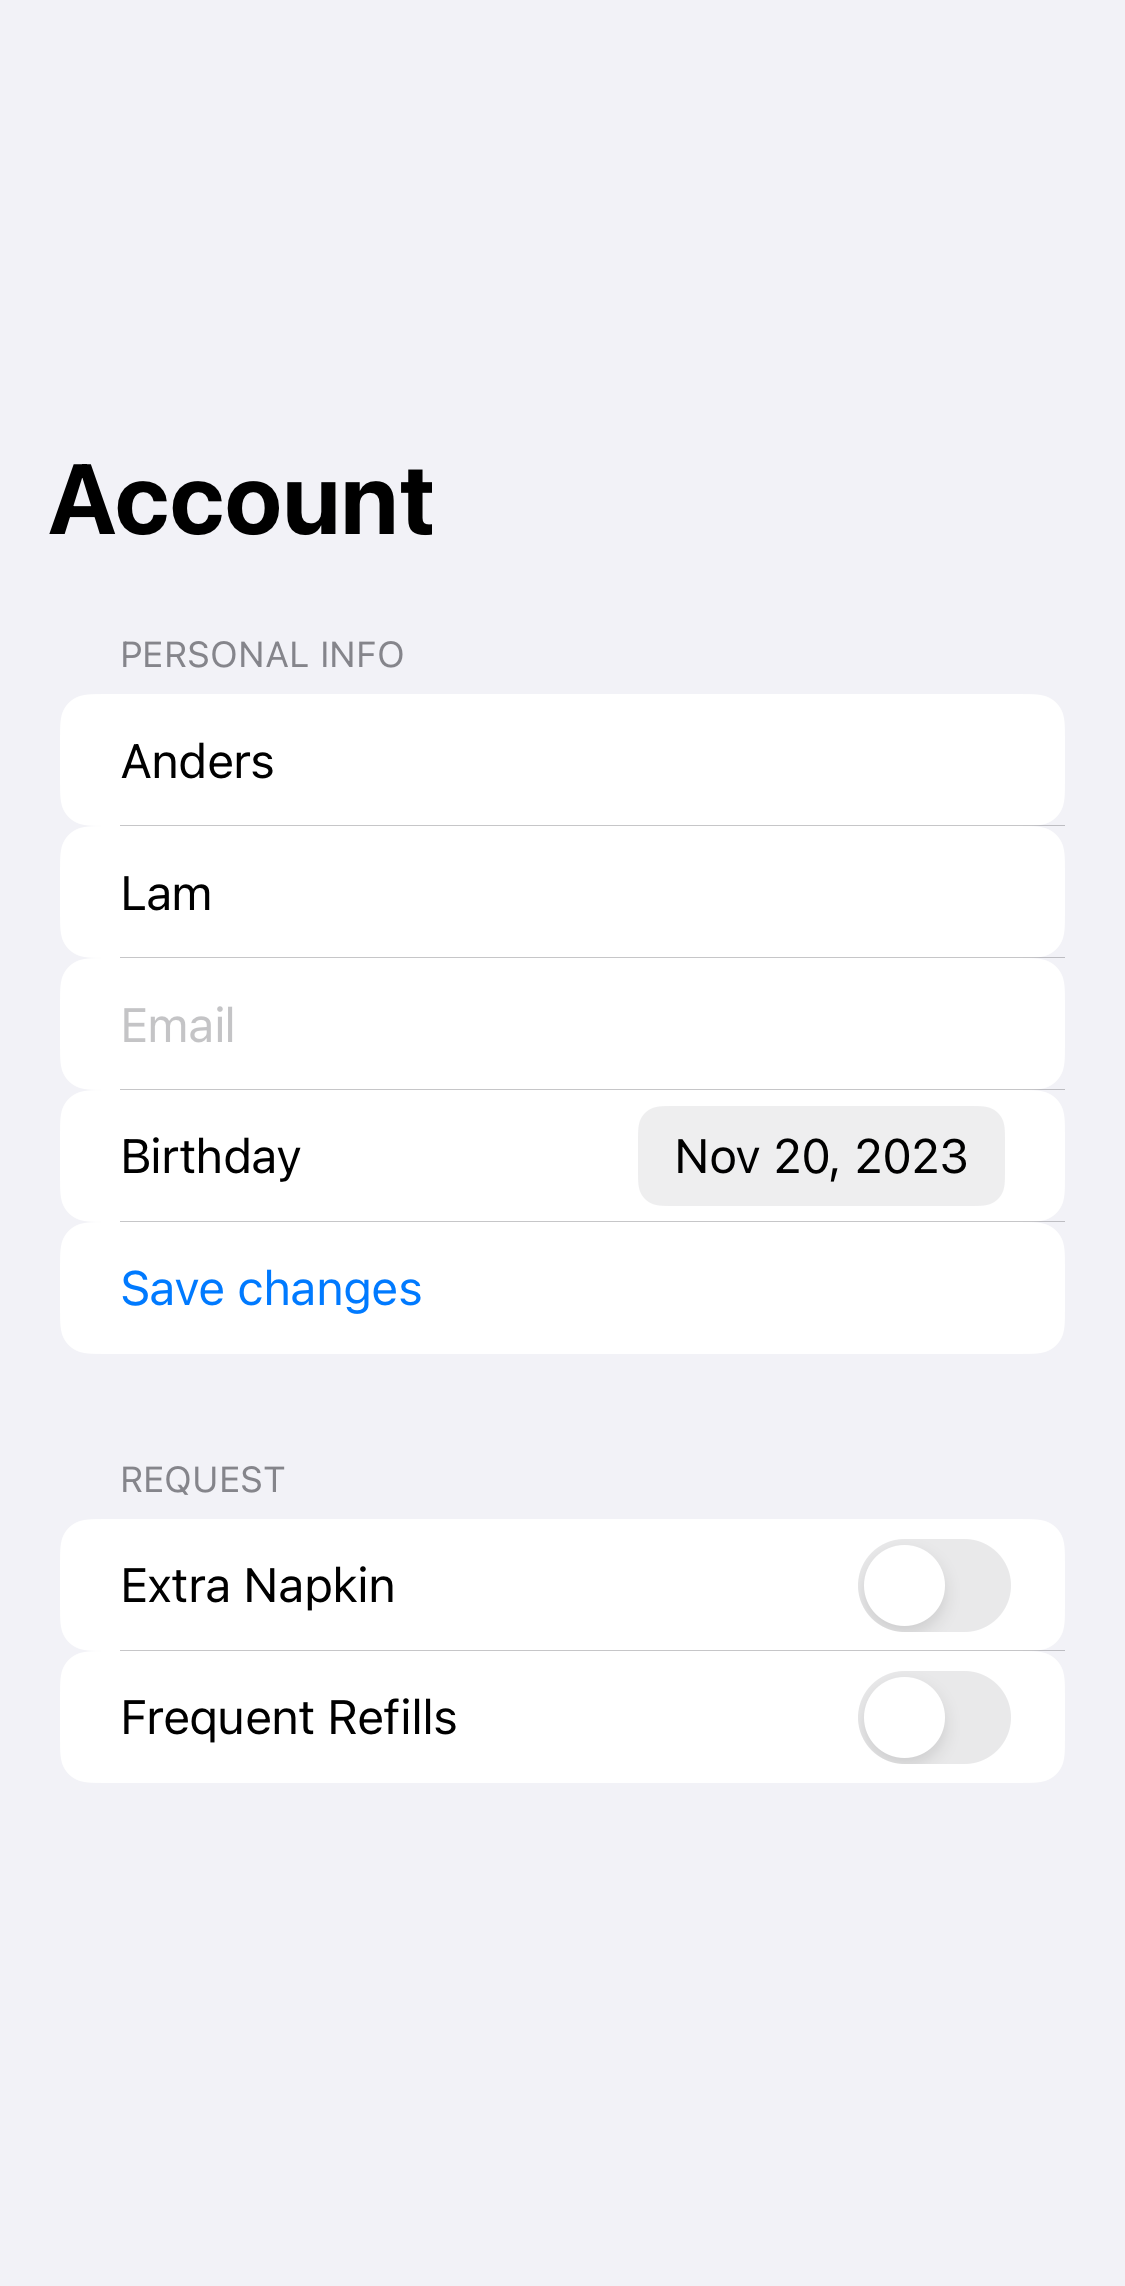 Account
PERSONAL INFO
Anders
Lam
Email
Birthday Nov 20, 2023
Save changes
REQUEST
Extra Napkin
Frequent Refills